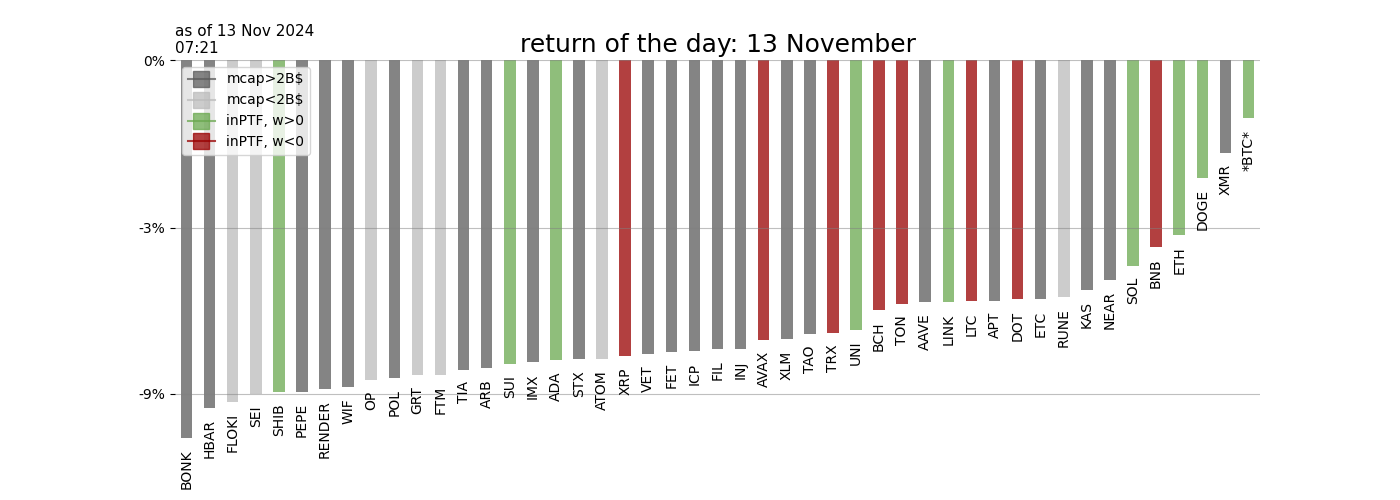 as of 13 Nov 2024
07:21
return of the day: 13 November
0%
-3%
-9%
mcap>2B$
mcap<2B$
inPTF, w>0
inPTF, w<0
BONK
HBAR
FLOKI
SEI
SHIB
PEPE
RENDER
WIF
OP
POL
GRT
FTM
TIA
ARB
SUI
IMX
ADA
STX
ATOM
XRP
VET
FET
ICP
FIL
INJ
AVAX
XLM
TAO
TRX
UNI
BCH
TON
AAVE
LINK
LTC
APT
DOT
ETC
RUNE
KAS
NEAR
SOL
BNB
ETH
DOGE
XMR
*BTC*